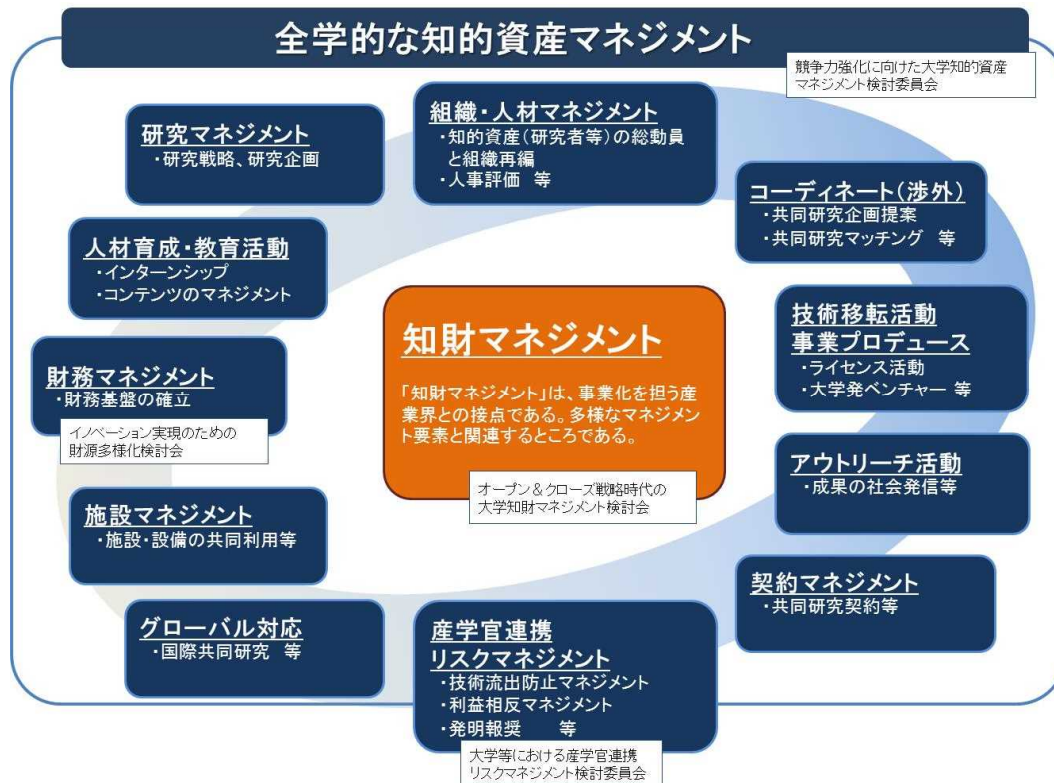 全学的な知的資産マネジメント
競争力強化に向けた大学知的資産
マネジメント検討委員会
組織・人材マネジメント
・知的資産(研究者等)の総動員
と組織再編
・人事評価 等
研究マネジメント
・研究戦略、研究企画
コーディネート(渉外)
・共同研究企画提案
・共同研究マッチング 等
人材育成・教育活動
・インターンシップ
・コンテンツのマネジメント
知財マネジメント
「知財マネジメント」は、事業化を担う産
業界との接点である。多様なマネジメン
ト要素と関連するところである。
オープン＆クローズ戦略時代の
大学知財マネジメント検討会
技術移転活動
事業プロデュース
・ライセンス活動
・大学発ベンチャー 等
財務マネジメント
・財務基盤の確立
イノベーション実現のための
財源多様化検討会
アウトリーチ活動
・成果の社会発信等
施設マネジメント
・施設・設備の共同利用等
契約マネジメント
・共同研究契約等
グローバル対応
・国際共同研究 等
産学官連携
リスクマネジメント
・技術流出防止マネジメント
・利益相反マネジメント
・発明報奨 等
大学等における産学官連携
リスクマネジメント検討委員会